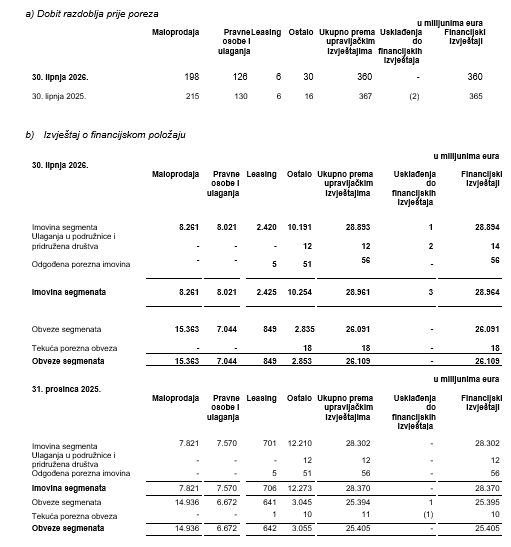 a) Dobit razdoblja prije poreza
u milijunima eura
Maloprodaja Pravne osobe i ulaganja Leasing Ostalo Ukupno prema upravljačkim izvještajima Usklađenja do financijskih izvještaja Financijski Izvještaji
30. lipnja 2026. 198 126 6 30 360 - 360
30. lipnja 2025. 215 130 6 16 367 (2) 365
b) Izvještaj o financijskom položaju
u milijunima eura
30. lipnja 2026.
Maloprodaja Pravne osobe i ulaganja Leasing Ostalo Ukupno prema upravljačkim izvještajima Usklađenja do financijskih izvještaja Financijski izvještaji
Imovina segmenta 8.261 8.021 2.420 10.191 28.893 1 28.894
Ulaganja u podružnice i
pridružena društva - - - 12 12 2 14
Odgođena porezna imovina - - 5 51 56 - 56
Imovina segmenata 8.261 8.021 2.425 10.254 28.961 3 28.964
Obveze segmenata 15.363 7.044 849 2.835 26.091 - 26.091
Tekuća porezna obveza - - 18 18 - 18
Obveze segmenata 15.363 7.044 849 2.853 26.109 - 26.109
u milijunima eura
31. prosinca 2025.
Maloprodaja Pravne osobe i ulaganja Leasing Ostalo Ukupno prema upravljačkim izvještajima Usklađenja do financijskih izvještaja Financijski izvještaji
Imovina segmenta 7.821 7.570 701 12.210 28.302 - 28.302
Ulaganja u podružnice i
pridružena društva - - - 12 12 - 12
Odgođena porezna imovina - - 5 51 56 - 56
Imovina segmenata 7.821 7.570 706 12.273 28.370 - 28.370
Obveze segmenata 14.936 6.672 641 3.045 25.394 1 25.395
Tekuća porezna obveza - - 1 10 11 (1) 10
Obveze segmenata 14.936 6.672 642 3.055 25.405 - 25.405